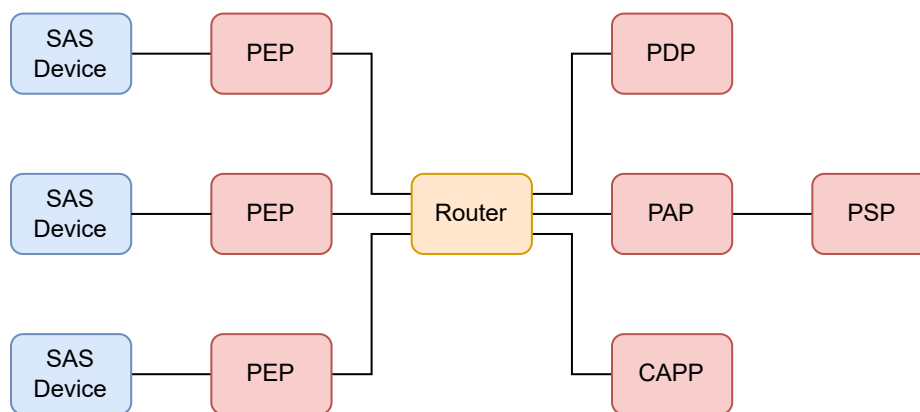 SAS
Device
PEP
PDP
SAS
Device
PEP
Router
PAP
PSP
SAS
Device
PEP
CAPP